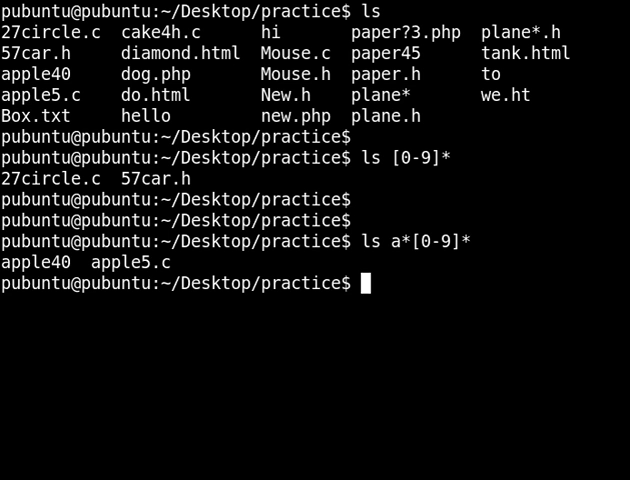 pubuntu@pubuntu:~/Desktop/practice$ ls
27circle.c  cake4h.c      hi       paper?3.php  plane*.h
57car.h     diamond.html  Mouse.c  paper45      tank.html
apple40     dog.php       Mouse.h  paper.h      to
apple5.c    do.html       New.h    plane*       we.ht
Box.txt     hello         new.php  plane.h
pubuntu@pubuntu:~/Desktop/practice$
pubuntu@pubuntu:~/Desktop/practice$ ls [0-9]*
27circle.c  57car.h
pubuntu@pubuntu:~/Desktop/practice$
pubuntu@pubuntu:~/Desktop/practice$
pubuntu@pubuntu:~/Desktop/practice$ ls a*[0-9]*
apple40  apple5.c
pubuntu@pubuntu:~/Desktop/practice$